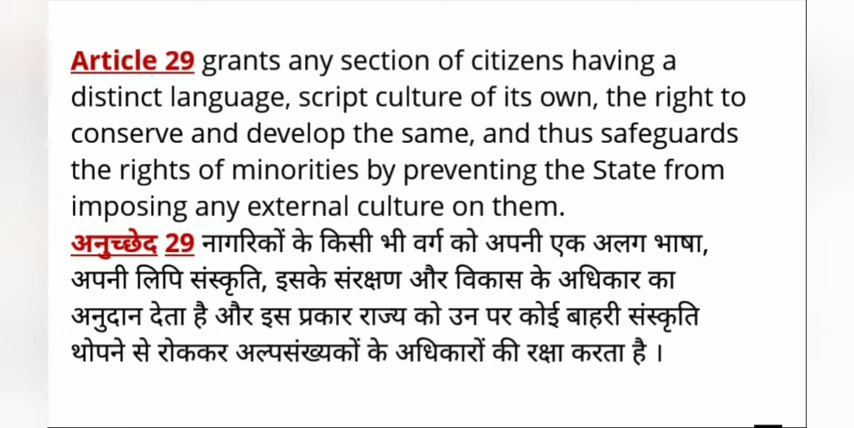 Article 29 grants any section of citizens having a
distinct language, script culture of its own, the right to
conserve and develop the same, and thus safeguards
the rights of minorities by preventing the State from
imposing any external culture on them.
अनुच्छेद 29 नागरिकों के किसी भी वर्ग को अपनी एक अलग भाषा,
अपनी लिपि संस्कृति, इसके संरक्षण और विकास के अधिकार का
अनुदान देता है और इस प्रकार राज्य को उन पर कोई बाहरी संस्कृति
थोपने से रोककर अल्पसंख्यकों के अधिकारों की रक्षा करता है ।